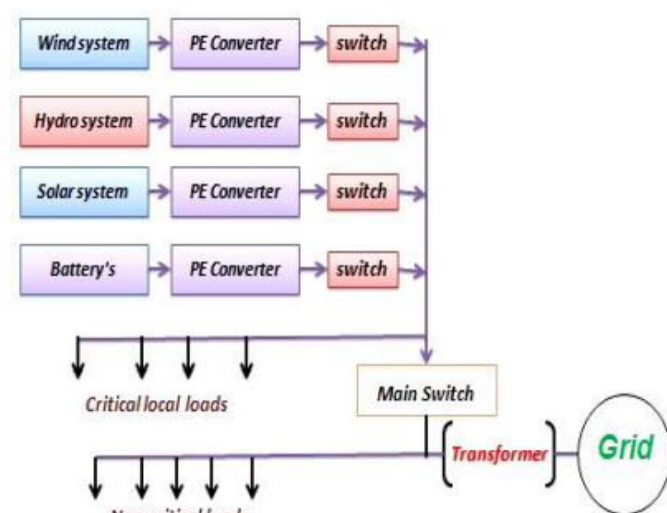 Wind system PE Converter switch
Hydro system PE Converter switch
Solar system PE Converter switch
Battery's PE Converter switch
Critical local loads
Main Switch
Transformer
Grid